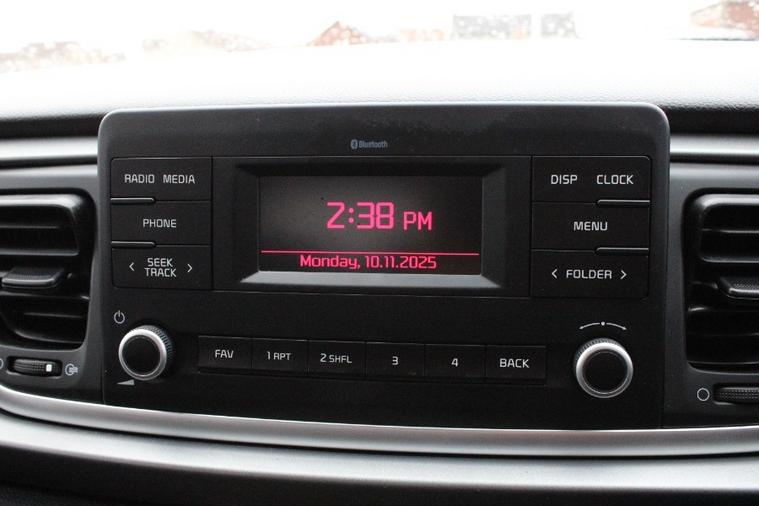 Bluetooth
RADIO MEDIA
PHONE
< SEEK TRACK >
2:38 PM
Monday, 10.11.2025
DISP CLOCK
MENU
< FOLDER >
FAV 1 RPT 2 SHFL 3 4 BACK